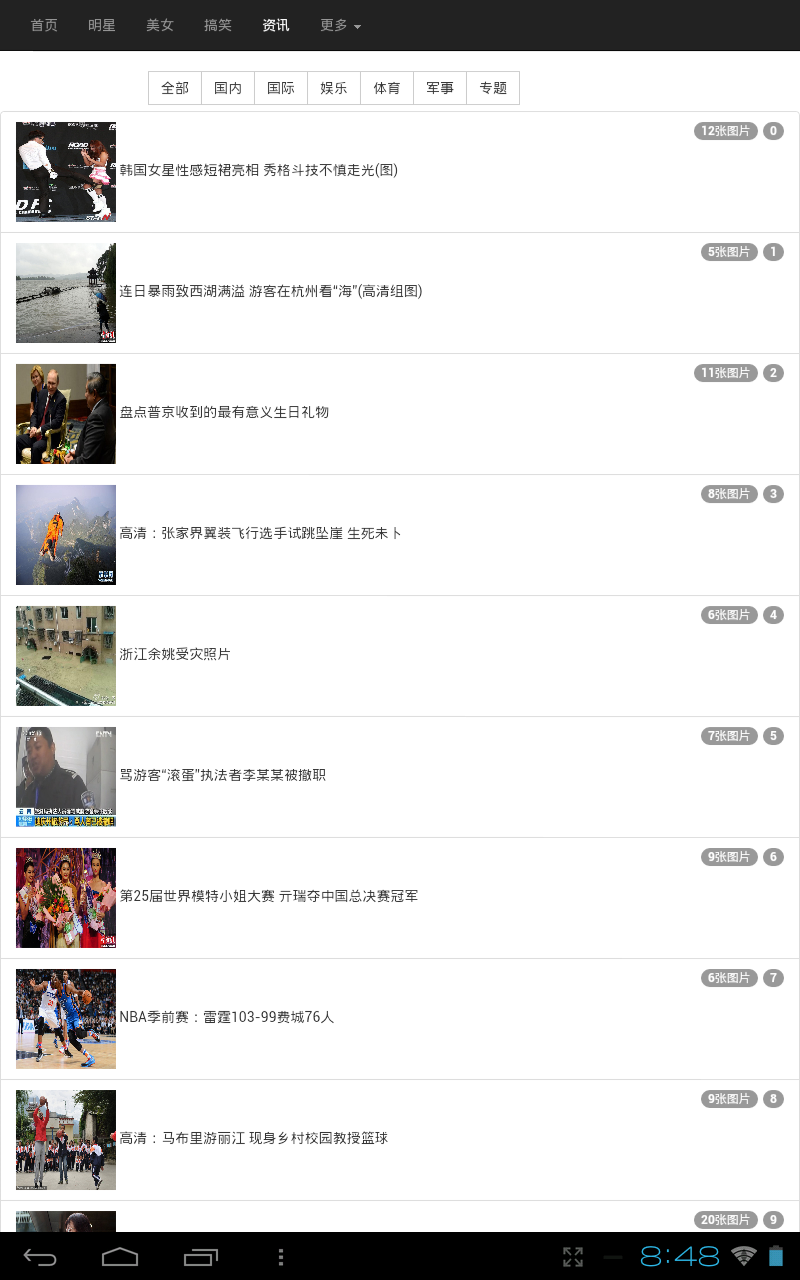 首页 明星 美女 搞笑 资讯 更多
全部 国内 国际 娱乐 体育 军事 专题
12张图片 0
韩国女星性感短裙亮相 秀格斗技不慎走光(图)
5张图片 1
连日暴雨致西湖满溢 游客在杭州看“海”(高清组图)
11张图片 2
盘点普京收到的最有意义生日礼物
8张图片 3
高清：张家界翼装飞行选手试跳坠崖 生死未卜
6张图片 4
浙江余姚受灾照片
7张图片 5
骂游客“滚蛋”执法者李某某被撤职
9张图片 6
第25届世界模特小姐大赛 亓瑞夺中国总决赛冠军
6张图片 7
NBA季前赛：雷霆103-99费城76人
9张图片 8
高清：马布里游丽江 现身乡村校园教授篮球
20张图片 9
8:48